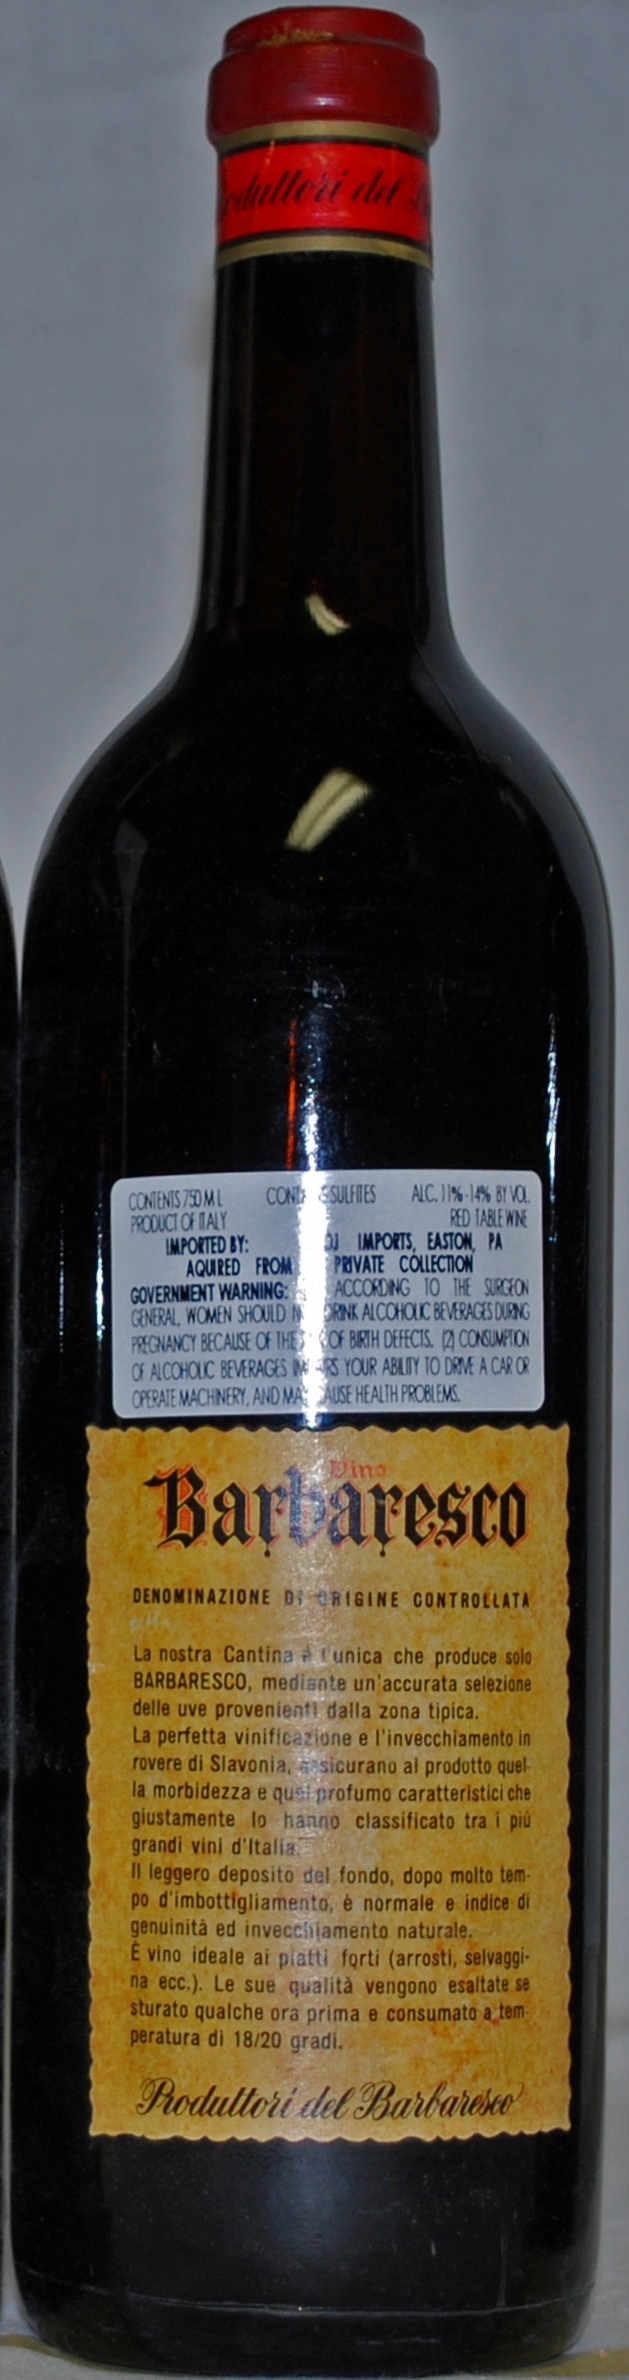 oduttori del B
CONTENTS 750 M L CONT SULFITES ALC. 11%-14% BY VOL.
PRODUCT OF ITALY RED TABLE WINE
IMPORTED BY: IMPORTS, EASTON, PA
AQUIRED FROM PRIVATE COLLECTION
GOVERNMENT WARNING: ACCORDING TO THE SURGEON
GENERAL, WOMEN SHOULD DRINK ALCOHOLIC BEVERAGES DURING
PREGNANCY BECAUSE OF THE OF BIRTH DEFECTS. (2) CONSUMPTION
OF ALCOHOLIC BEVERAGES YOUR ABILITY TO DRIVE A CAR OR
OPERATE MACHINERY, AND MAY CAUSE HEALTH PROBLEMS.
Vino
Barbaresco
DENOMINAZIONE DI ORIGINE CONTROLLATA
La nostra Cantina è l'unica che produce solo
BARBARESCO, mediante un'accurata selezione
delle uve provenienti dalla zona tipica.
La perfetta vinificazione e l'invecchiamento in
rovere di Slavonia, assicurano al prodotto quel-
la morbidezza e quel profumo caratteristici che
giustamente lo hanno classificato tra i più
grandi vini d'Italia.
Il leggero deposito del fondo, dopo molto tem-
po d'imbottigliamento, è normale e indice di
genuinità ed invecchiamento naturale.
È vino ideale ai piatti forti (arrosti, selvaggi-
na ecc.). Le sue qualità vengono esaltate se
sturato qualche ora prima e consumato a tem-
peratura di 18/20 gradi.
Produttori del Barbaresco